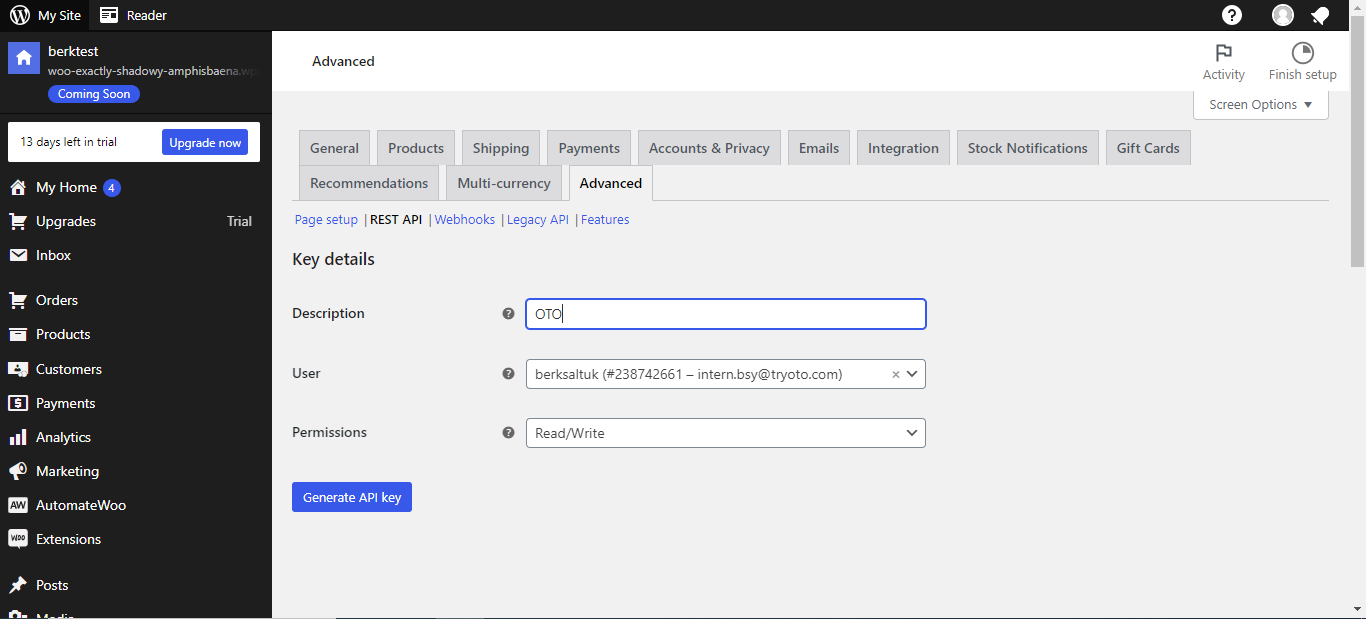 My Site Reader
berktest
woo-exactly-shadowy-amphisbaena.wp
Coming Soon
13 days left in trial Upgrade now
My Home 4
Upgrades Trial
Inbox
Orders
Products
Customers
Payments
Analytics
Marketing
AW AutomateWoo
Woo Extensions
Posts
Media
Advanced
Activity Finish setup
Screen Options
General Products Shipping Payments Accounts & Privacy Emails Integration Stock Notifications Gift Cards
Recommendations Multi-currency Advanced
Page setup | REST API | Webhooks | Legacy API | Features
Key details
Description ? OTO
User ? berksaltuk (#238742661 – intern.bsy@tryoto.com) ×
Permissions ? Read/Write
Generate API key